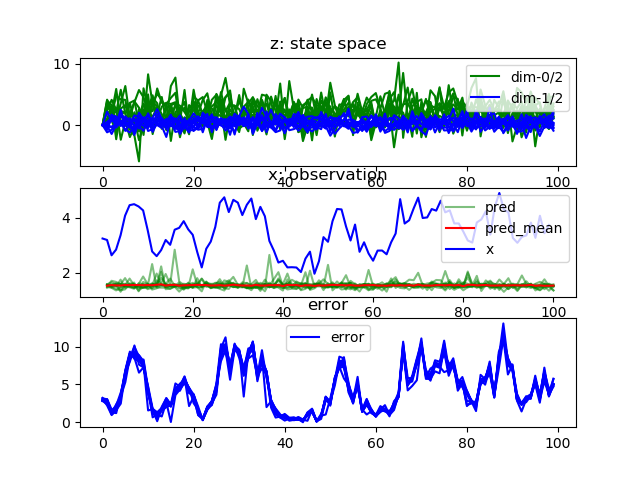 z: state space
10
0
dim-0/2
dim-1/2
0 20 40 60 80 100
x: observation
4
2
pred
pred_mean
x
0 20 40 60 80 100
error
10
5
0
error
0 20 40 60 80 100